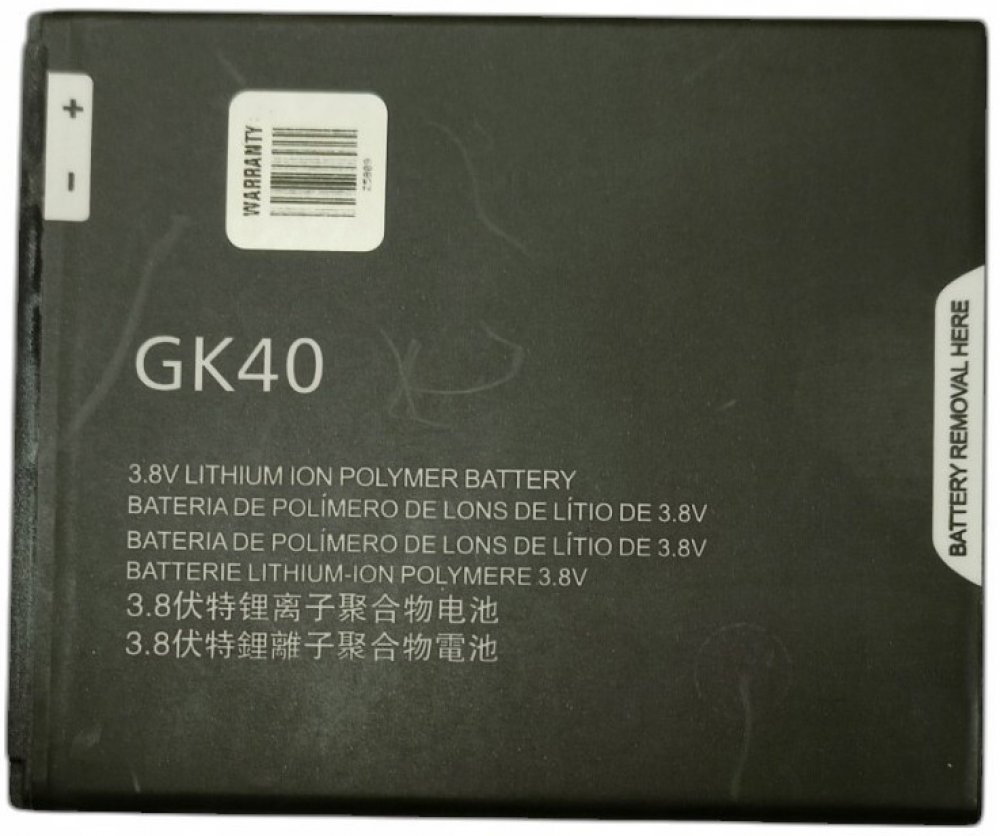 +
-
WARRANTY:
GK40
3.8V LITHIUM ION POLYMER BATTERY
BATERIA DE POLÍMERO DE LONS DE LÍTIO DE 3.8V
BATERIA DE POLÍMERO DE LONS DE LÍTIO DE 3.8V
BATTERIE LITHIUM-ION POLYMERE 3.8V
3.8伏特锂离子聚合物电池
3.8伏特鋰離子聚合物電池
BATTERY REMOVAL HERE